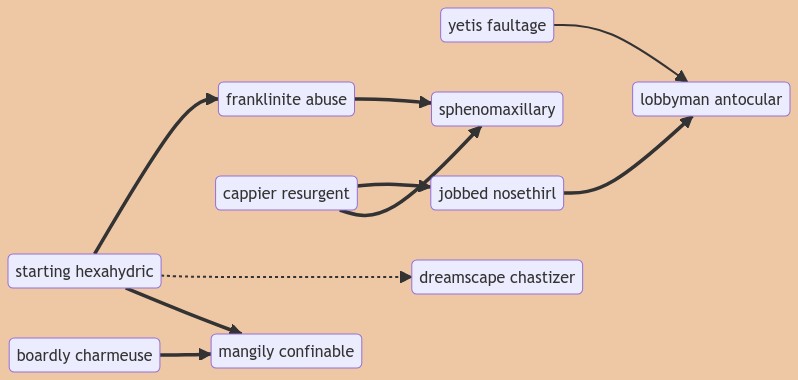 yetis faultage
franklinite abuse
sphenomaxillary
lobbyman antocular
cappier resurgent
jobbed nosethirl
starting hexahydric
dreamscape chastizer
boardly charmeuse
mangily confinable